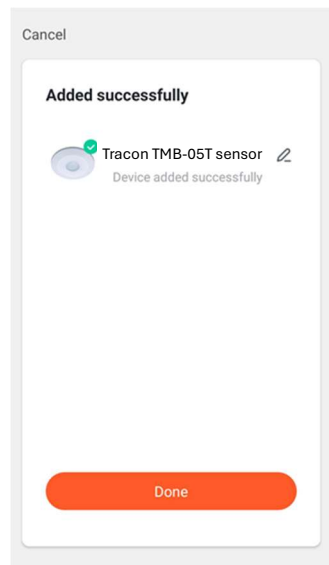 Cancel
Added successfully
Tracon TMB-05T sensor
Device added successfully
Done